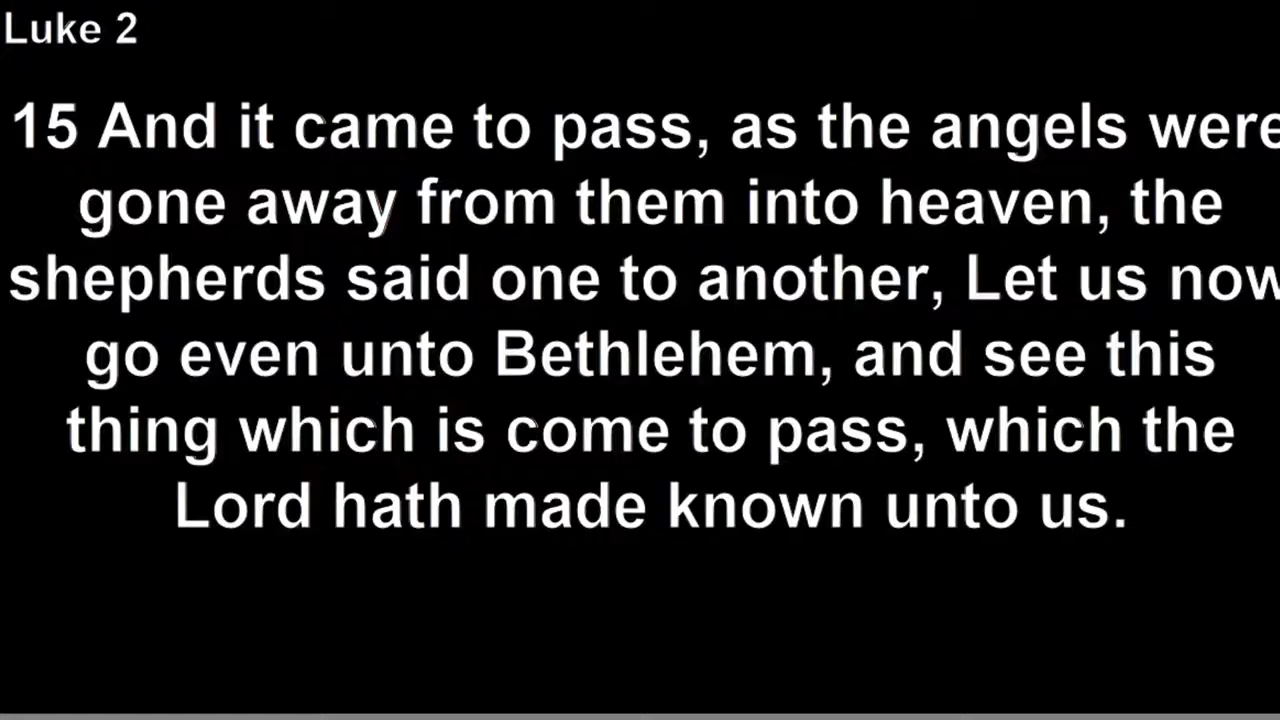 Luke 2
15 And it came to pass, as the angels were
gone away from them into heaven, the
shepherds said one to another, Let us now
go even unto Bethlehem, and see this
thing which is come to pass, which the
Lord hath made known unto us.